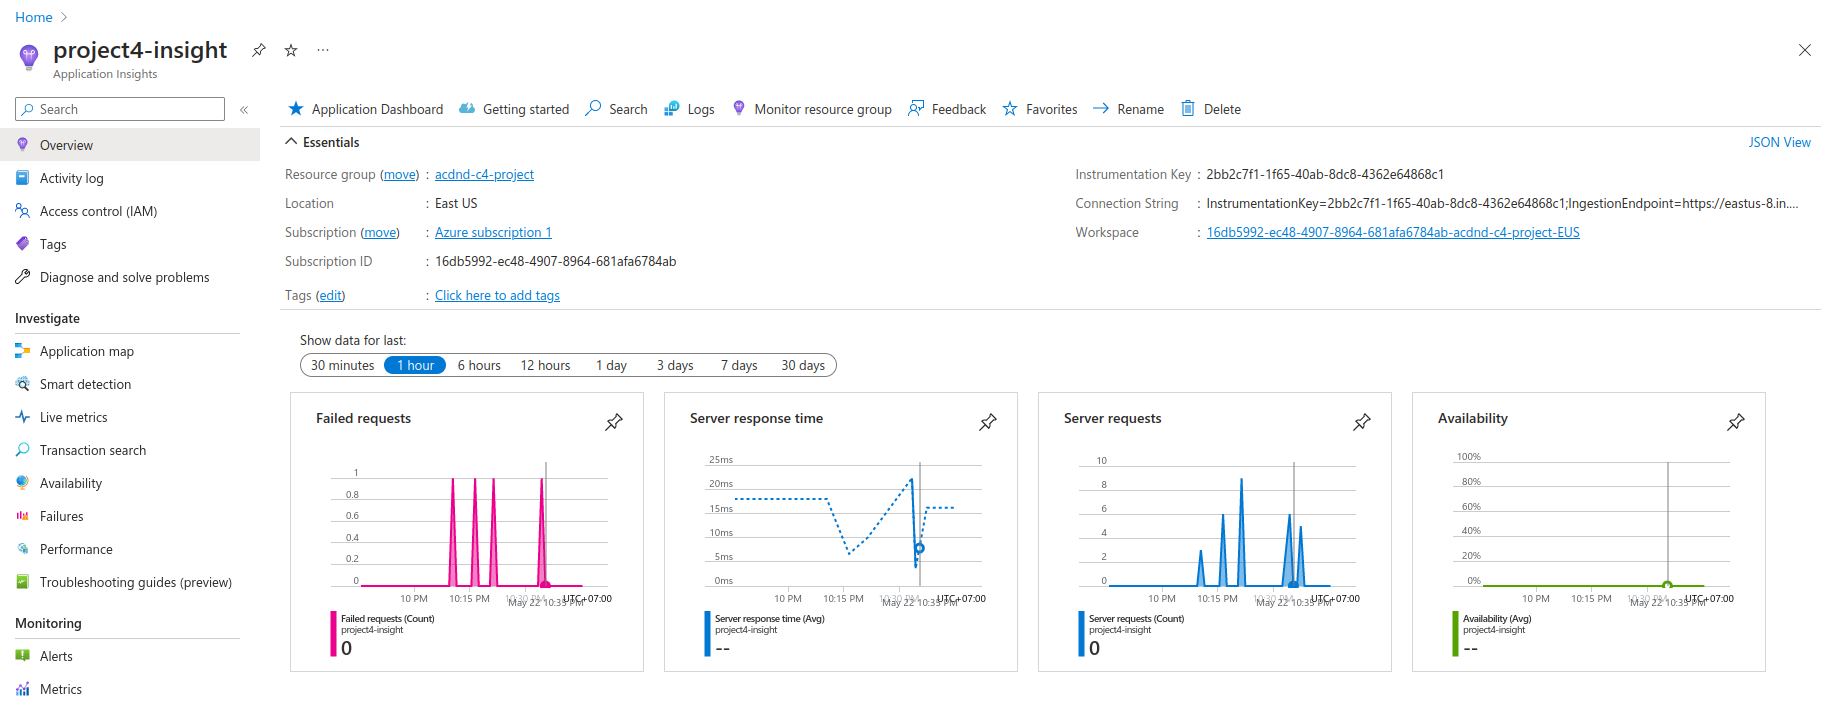 Home
project4-insight
Application Insights
Search
Overview
Activity log
Access control (IAM)
Tags
Diagnose and solve problems
Investigate
Application map
Smart detection
Live metrics
Transaction search
Availability
Failures
Performance
Troubleshooting guides (preview)
Monitoring
Alerts
Metrics
Application Dashboard Getting started Search Logs Monitor resource group Feedback Favorites Rename Delete
Essentials JSON View
Resource group (move) : acdnd-c4-project
Location : East US
Subscription (move) : Azure subscription 1
Subscription ID : 16db5992-ec48-4907-8964-681afa6784ab
Tags (edit) : Click here to add tags
Instrumentation Key : 2bb2c7f1-1f65-40ab-8dc8-4362e64868c1
Connection String : InstrumentationKey=2bb2c7f1-1f65-40ab-8dc8-4362e64868c1;IngestionEndpoint=https://eastus-8.in....
Workspace : 16db5992-ec48-4907-8964-681afa6784ab-acdnd-c4-project-EUS
Show data for last:
30 minutes 1 hour 6 hours 12 hours 1 day 3 days 7 days 30 days
Failed requests
1
0.8
0.6
0.4
0.2
0
10 PM 10:15 PM 10:30 PM UTC+07:00
May 22 10:35 PM
Failed requests (Count)
project4-insight
0
Server response time
25ms
20ms
15ms
10ms
5ms
0ms
10 PM 10:15 PM 10:30 PM UTC+07:00
May 22 10:35 PM
Server response time (Avg)
project4-insight
--
Server requests
10
8
6
4
2
0
10 PM 10:15 PM 10:30 PM UTC+07:00
May 22 10:35 PM
Server requests (Count)
project4-insight
0
Availability
100%
80%
60%
40%
20%
0%
10 PM 10:15 PM 10:30 PM UTC+07:00
May 22 10:35 PM
Availability (Avg)
project4-insight
--